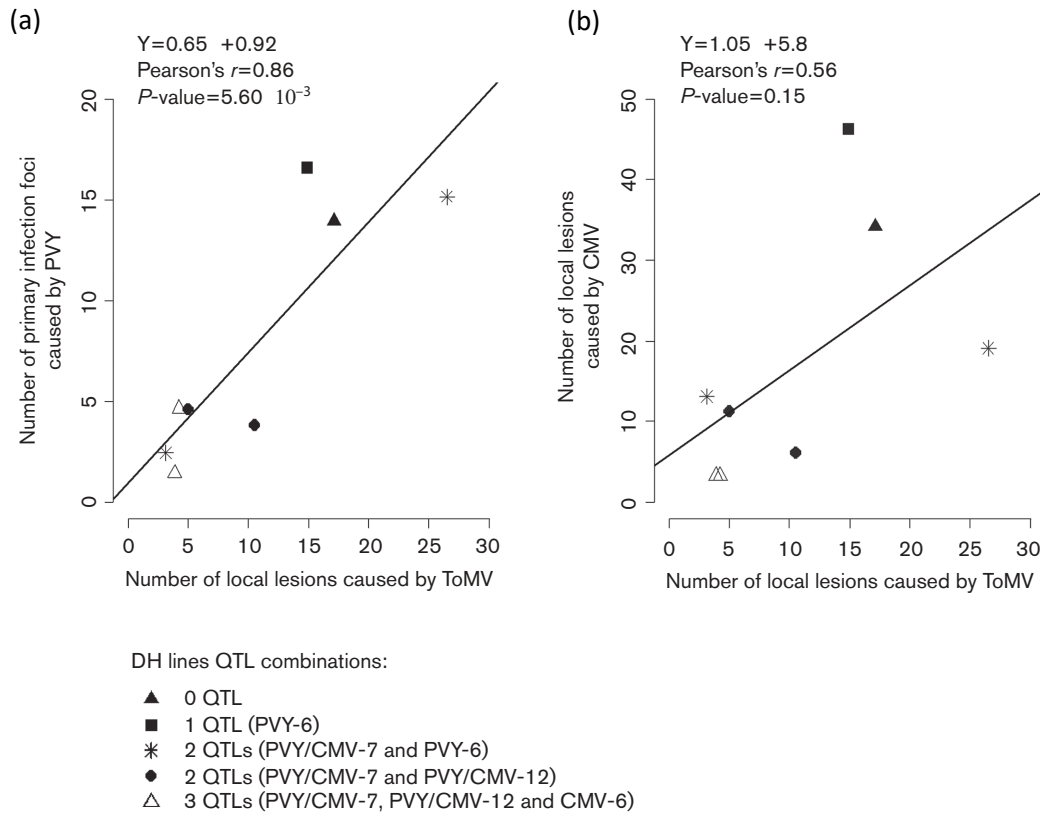 (a)
Y=0.65 +0.92
Pearson's r=0.86
P-value=5.60 10⁻³
Number of primary infection foci
caused by PVY
20
15
10
5
0
0 5 10 15 20 25 30
Number of local lesions caused by ToMV
(b)
Y=1.05 +5.8
Pearson's r=0.56
P-value=0.15
Number of local lesions
caused by CMV
50
40
30
20
10
0
0 5 10 15 20 25 30
Number of local lesions caused by ToMV
DH lines QTL combinations:
0 QTL
1 QTL (PVY-6)
2 QTLs (PVY/CMV-7 and PVY-6)
2 QTLs (PVY/CMV-7 and PVY/CMV-12)
3 QTLs (PVY/CMV-7, PVY/CMV-12 and CMV-6)